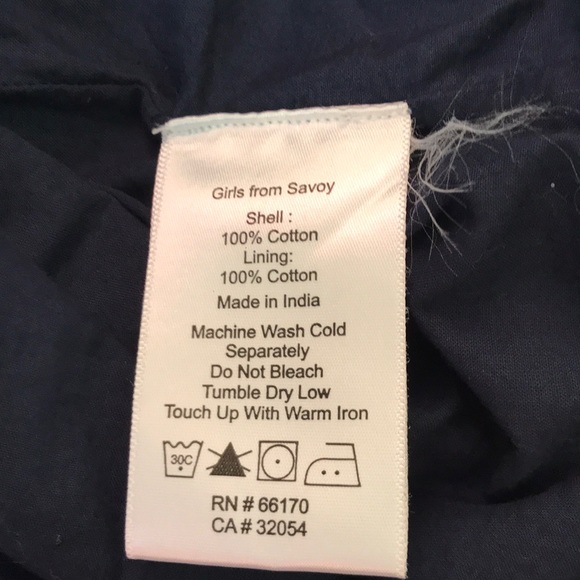 Girls from Savoy
Shell :
100% Cotton
Lining:
100% Cotton
Made in India
Machine Wash Cold
Separately
Do Not Bleach
Tumble Dry Low
Touch Up With Warm Iron
30C
RN # 66170
CA # 32054